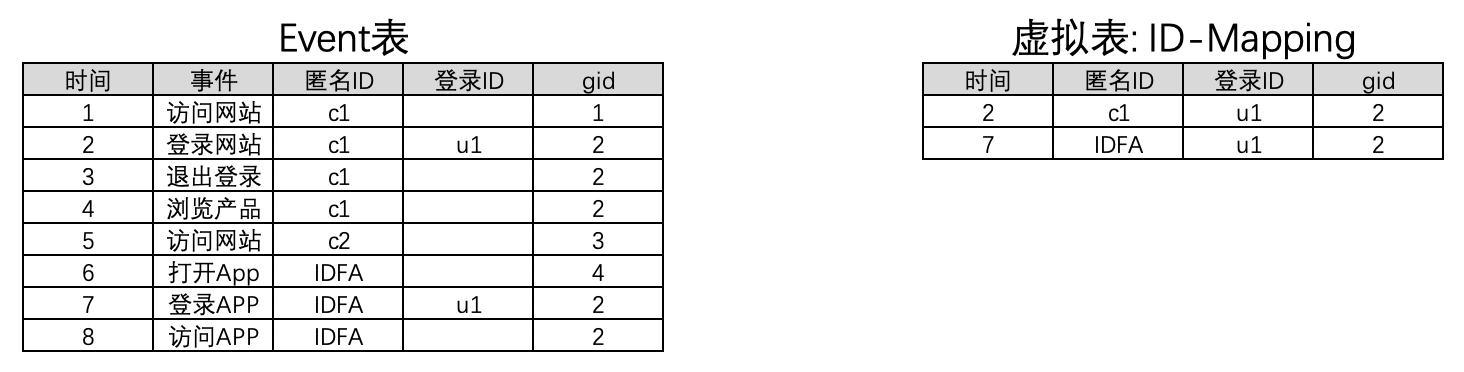 Event表
时间 事件 匿名ID 登录ID gid
1 访问网站 c1 1
2 登录网站 c1 u1 2
3 退出登录 c1 2
4 浏览产品 c1 2
5 访问网站 c2 3
6 打开App IDFA 4
7 登录APP IDFA u1 2
8 访问APP IDFA 2
虚拟表: ID-Mapping
时间 匿名ID 登录ID gid
2 c1 u1 2
7 IDFA u1 2